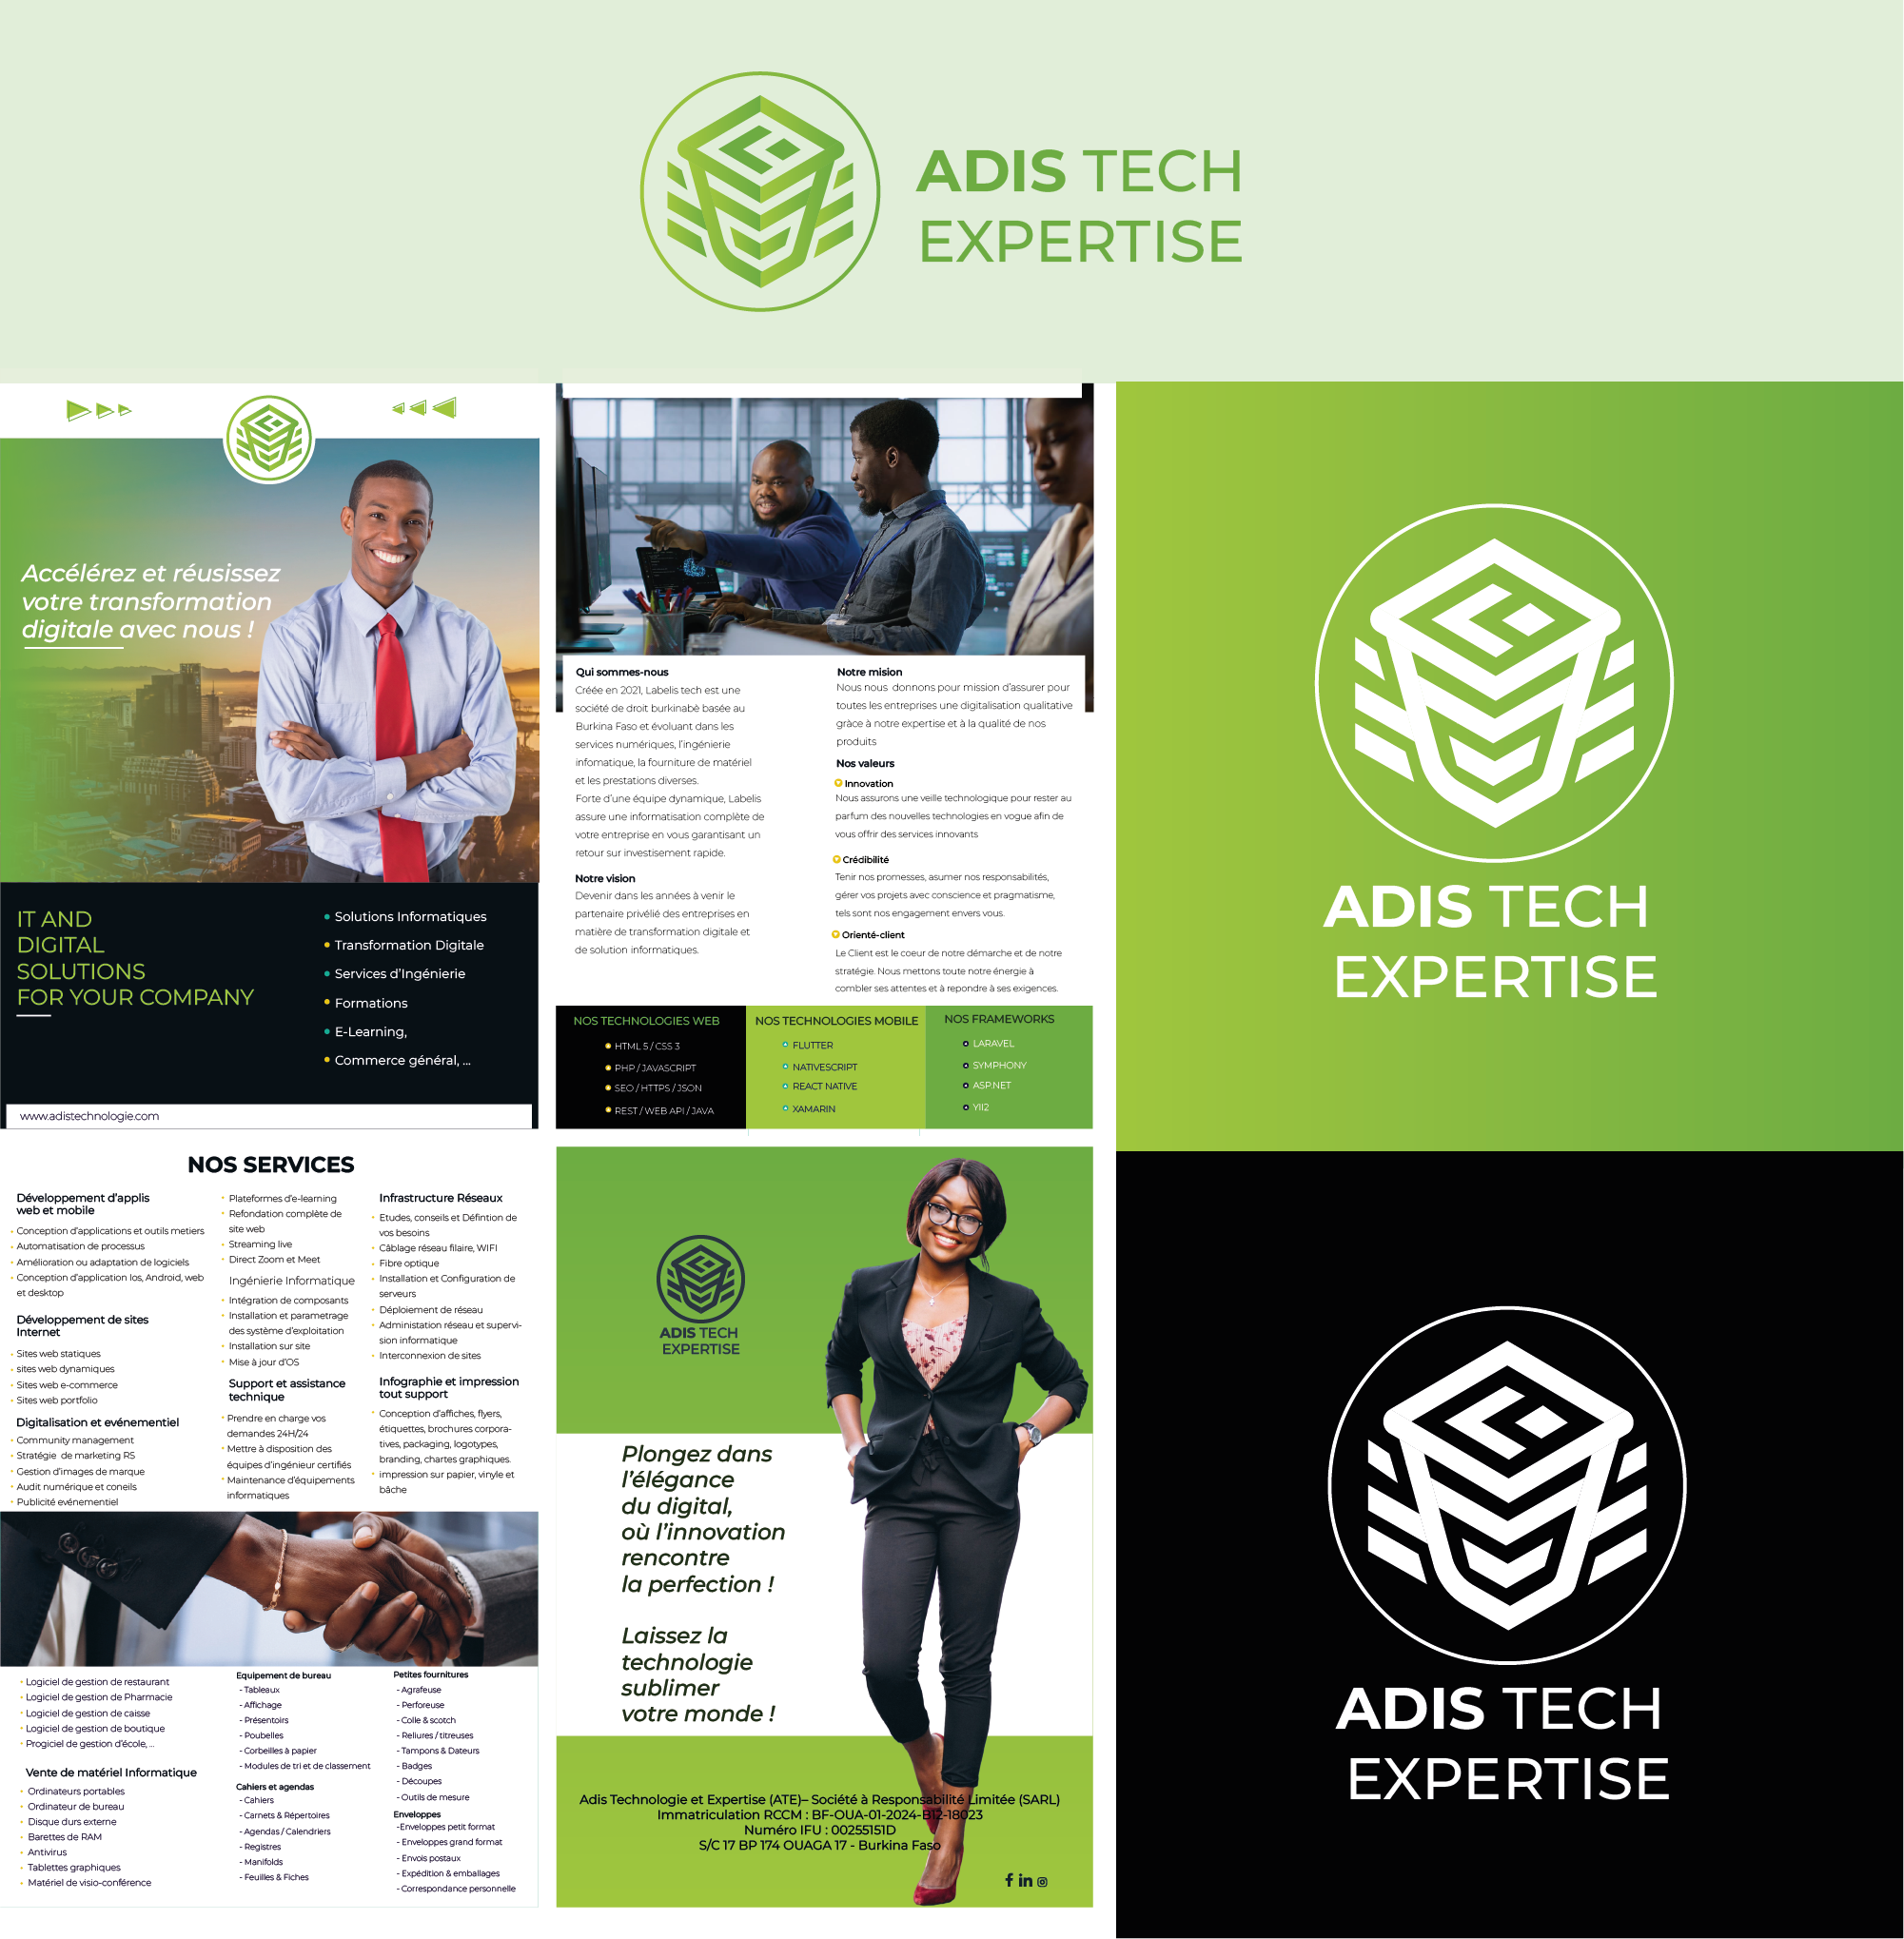 ADIS TECH
EXPERTISE
Accélérez et réusissez
votre transformation
digitale avec nous !
IT AND
DIGITAL
SOLUTIONS
FOR YOUR COMPANY
Solutions Informatiques
Transformation Digitale
Services d'Ingénierie
Formations
E-Learning,
Commerce général, ...
www.adistechnologie.com
Qui sommes-nous
Créée en 2021, Labelis tech est une
société de droit burkinabè basée au
Burkina Faso et évoluant dans les
services numériques, l'ingénierie
infomatique, la fourniture de matériel
et les prestations diverses.
Forte d'une équipe dynamique, Labelis
assure une informatisation complète de
votre entreprise en vous garantisant un
retour sur investisement rapide.
Notre vision
Devenir dans les années à venir le
partenaire privélié des entreprises en
matière de transformation digitale et
de solution informatiques.
Notre mision
Nous nous donnons pour mission d'assurer pour
toutes les entreprises une digitalisation qualitative
grâce à notre expertise et à la qualité de nos
produits
Nos valeurs
Innovation
Nous assurons une veille technologique pour rester au
parfum des nouvelles technologies en vogue afin de
vous offrir des services innovants
Crédibilité
Tenir nos promesses, asumer nos responsabilités,
gérer vos projets avec conscience et pragmatisme,
tels sont nos engagement envers vous.
Orienté-client
Le Client est le coeur de notre démarche et de notre
stratégie. Nous mettons toute notre énergie à
combler ses attentes et à repondre à ses exigences.
NOS TECHNOLOGIES WEB
HTML 5 / CSS 3
PHP / JAVASCRIPT
SEO / HTTPS / JSON
REST / WEB API / JAVA
NOS TECHNOLOGIES MOBILE
FLUTTER
NATIVESCRIPT
REACT NATIVE
XAMARIN
NOS FRAMEWORKS
LARAVEL
SYMPHONY
ASP.NET
YII2
ADIS TECH
EXPERTISE
NOS SERVICES
Développement d'applis
web et mobile
Conception d'applications et outils metiers
Automatisation de processus
Amélioration ou adaptation de logiciels
Conception d'application Ios, Android, web
et desktop
Développement de sites
Internet
Sites web statiques
sites web dynamiques
Sites web e-commerce
Sites web portfolio
Digitalisation et evénementiel
Community management
Stratégie de marketing RS
Gestion d'images de marque
Audit numérique et coneils
Publicité evénementiel
Plateformes d'e-learning
Refondation complète de
site web
Streaming live
Direct Zoom et Meet
Ingénierie Informatique
Intégration de composants
Installation et parametrage
des système d'exploitation
Installation sur site
Mise à jour d'OS
Support et assistance
technique
Prendre en charge vos
demandes 24H/24
Mettre à disposition des
équipes d'ingénieur certifiés
Maintenance d'équipements
informatiques
Infrastructure Réseaux
Etudes, conseils et Défintion de
vos besoins
Câblage réseau filaire, WIFI
Fibre optique
Installation et Configuration de
serveurs
Déploiement de réseau
Administation réseau et supervi-
sion informatique
Interconnexion de sites
Infographie et impression
tout support
Conception d'affiches, flyers,
étiquettes, brochures corpora-
tives, packaging, logotypes,
branding, chartes graphiques.
impression sur papier, vinyle et
bâche
Logiciel de gestion de restaurant
Logiciel de gestion de Pharmacie
Logiciel de gestion de caisse
Logiciel de gestion de boutique
Progiciel de gestion d'école, ...
Vente de matériel Informatique
Ordinateurs portables
Ordinateur de bureau
Disque durs externe
Barettes de RAM
Antivirus
Tablettes graphiques
Matériel de visio-conférence
Equipement de bureau
- Tableaux
- Affichage
- Présentoirs
- Poubelles
- Corbeilles à papier
- Modules de tri et de classement
Cahiers et agendas
- Cahiers
- Carnets & Répertoires
- Agendas / Calendriers
- Registres
- Manifolds
- Feuilles & Fiches
Petites fournitures
- Agrafeuse
- Perforeuse
- Colle & scotch
- Reliures / titreuses
- Tampons & Dateurs
- Badges
- Découpes
- Outils de mesure
Enveloppes
-Enveloppes petit format
- Enveloppes grand format
- Envois postaux
- Expédition & emballages
- Correspondance personnelle
ADIS TECH
EXPERTISE
Plongez dans
l'élégance
du digital,
où l'innovation
rencontre
la perfection !
Laissez la
technologie
sublimer
votre monde !
Adis Technologie et Expertise (ATE)– Société à Responsabilité Limitée (SARL)
Immatriculation RCCM : BF-OUA-01-2024-B12-18023
Numéro IFU : 00255151D
S/C 17 BP 174 OUAGA 17 - Burkina Faso
ADIS TECH
EXPERTISE